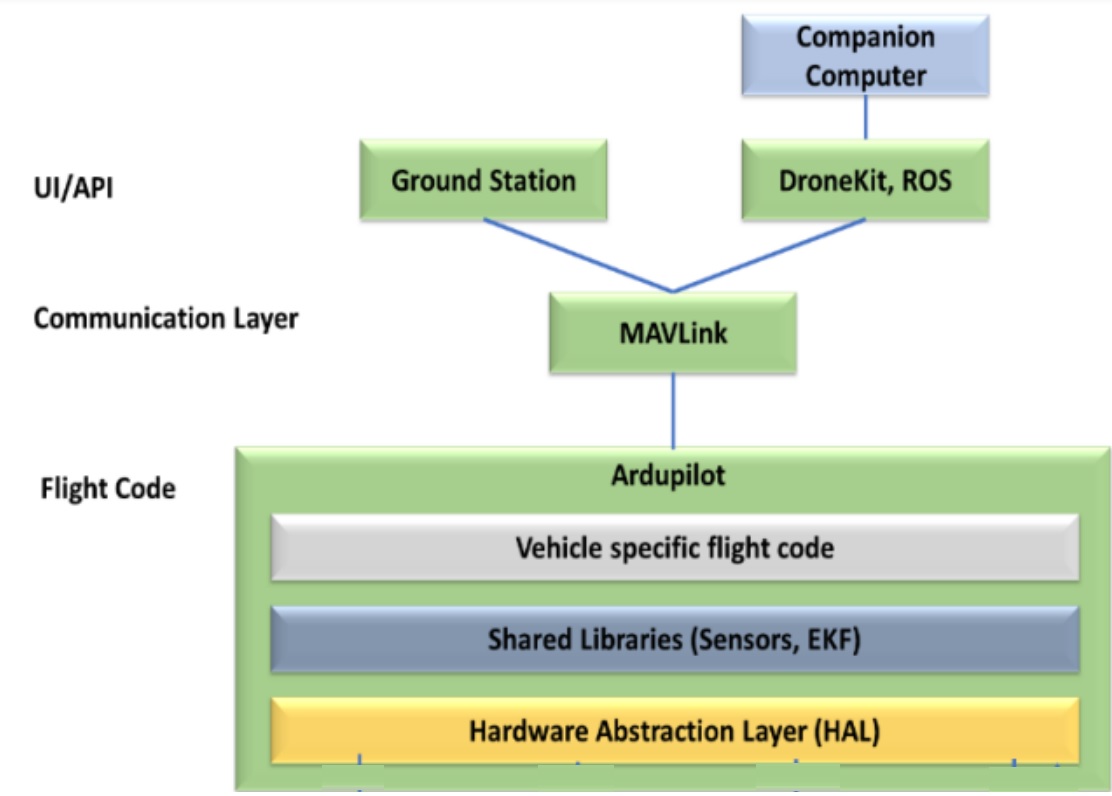 Companion
Computer
UI/API
Ground Station
DroneKit, ROS
Communication Layer
MAVLink
Flight Code
Ardupilot
Vehicle specific flight code
Shared Libraries (Sensors, EKF)
Hardware Abstraction Layer (HAL)